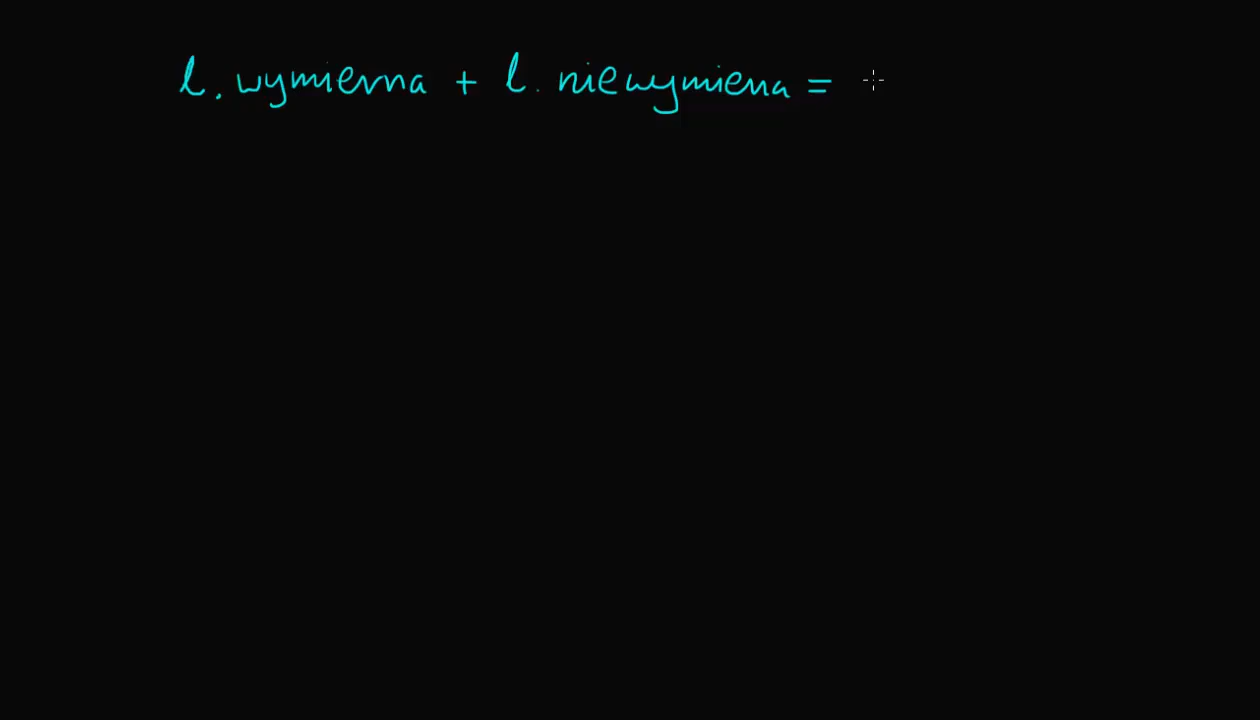 l. wymierna + l. niewymiena =